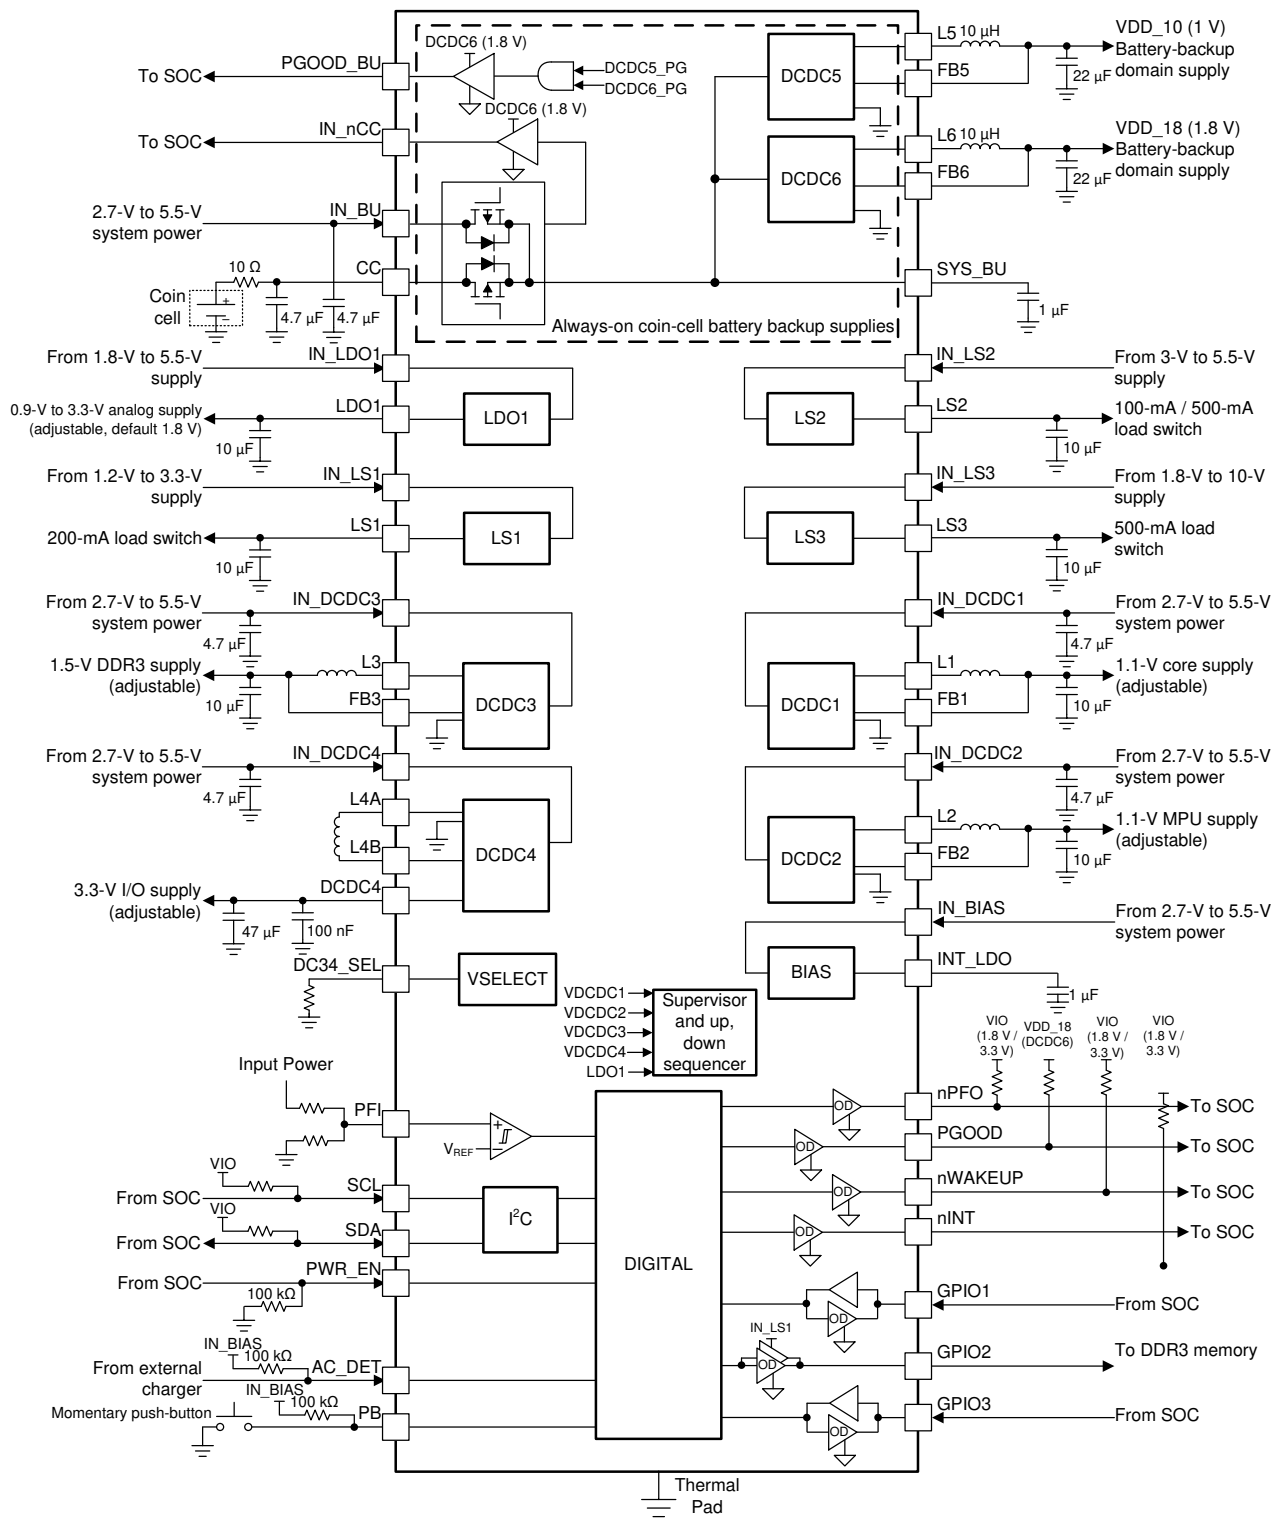 DCDC6 (1.8 V)
PGOOD_BU
To SOC
DCDC5_PG
DCDC6_PG
DCDC6 (1.8 V)
IN_nCC
To SOC
2.7-V to 5.5-V
system power
IN_BU
10 Ω
CC
Coin
cell
+
–
4.7 µF
4.7 µF
DCDC5
DCDC6
Always-on coin-cell battery backup supplies
L5
10 µH
FB5
22 µF
VDD_10 (1 V)
Battery-backup
domain supply
L6
10 µH
FB6
22 µF
VDD_18 (1.8 V)
Battery-backup
domain supply
SYS_BU
1 µF
From 1.8-V to 5.5-V
supply
IN_LDO1
0.9-V to 3.3-V analog supply
(adjustable, default 1.8 V)
LDO1
10 µF
LDO1
IN_LS2
From 3-V to 5.5-V
supply
LS2
LS2
100-mA / 500-mA
load switch
10 µF
From 1.2-V to 3.3-V
supply
IN_LS1
200-mA load switch
LS1
10 µF
LS1
IN_LS3
From 1.8-V to 10-V
supply
LS3
LS3
500-mA load
switch
10 µF
From 2.7-V to 5.5-V
system power
IN_DCDC3
4.7 µF
1.5-V DDR3 supply
(adjustable)
L3
FB3
10 µF
DCDC3
IN_DCDC1
From 2.7-V to 5.5-V
system power
4.7 µF
DCDC1
L1
FB1
1.1-V core supply
(adjustable)
10 µF
From 2.7-V to 5.5-V
system power
IN_DCDC4
4.7 µF
L4A
L4B
DCDC4
DCDC4
3.3-V I/O supply
(adjustable)
47 µF
100 nF
IN_DCDC2
From 2.7-V to 5.5-V
system power
4.7 µF
DCDC2
L2
FB2
1.1-V MPU supply
(adjustable)
10 µF
IN_BIAS
From 2.7-V to 5.5-V
system power
BIAS
INT_LDO
1 µF
DC34_SEL
VSELECT
VDCDC1
VDCDC2
VDCDC3
VDCDC4
LDO1
Supervisor
and up,
down
sequencer
VIO
(1.8 V /
3.3 V)
VDD_18
(DCDC6)
VIO
(1.8 V /
3.3 V)
VIO
(1.8 V /
3.3 V)
Input Power
PFI
VREF
+
–
DIGITAL
OD
nPFO
To SOC
OD
PGOOD
To SOC
OD
nWAKEUP
To SOC
OD
nINT
To SOC
VIO
From SOC
SCL
VIO
From SOC
SDA
I2C
From SOC
PWR_EN
100 kΩ
OD
GPIO1
From SOC
IN_LS1
OD
GPIO2
To DDR3 memory
OD
GPIO3
From SOC
IN_BIAS
100 kΩ
From external
charger
AC_DET
IN_BIAS
100 kΩ
Momentary push-button
PB
Thermal
Pad